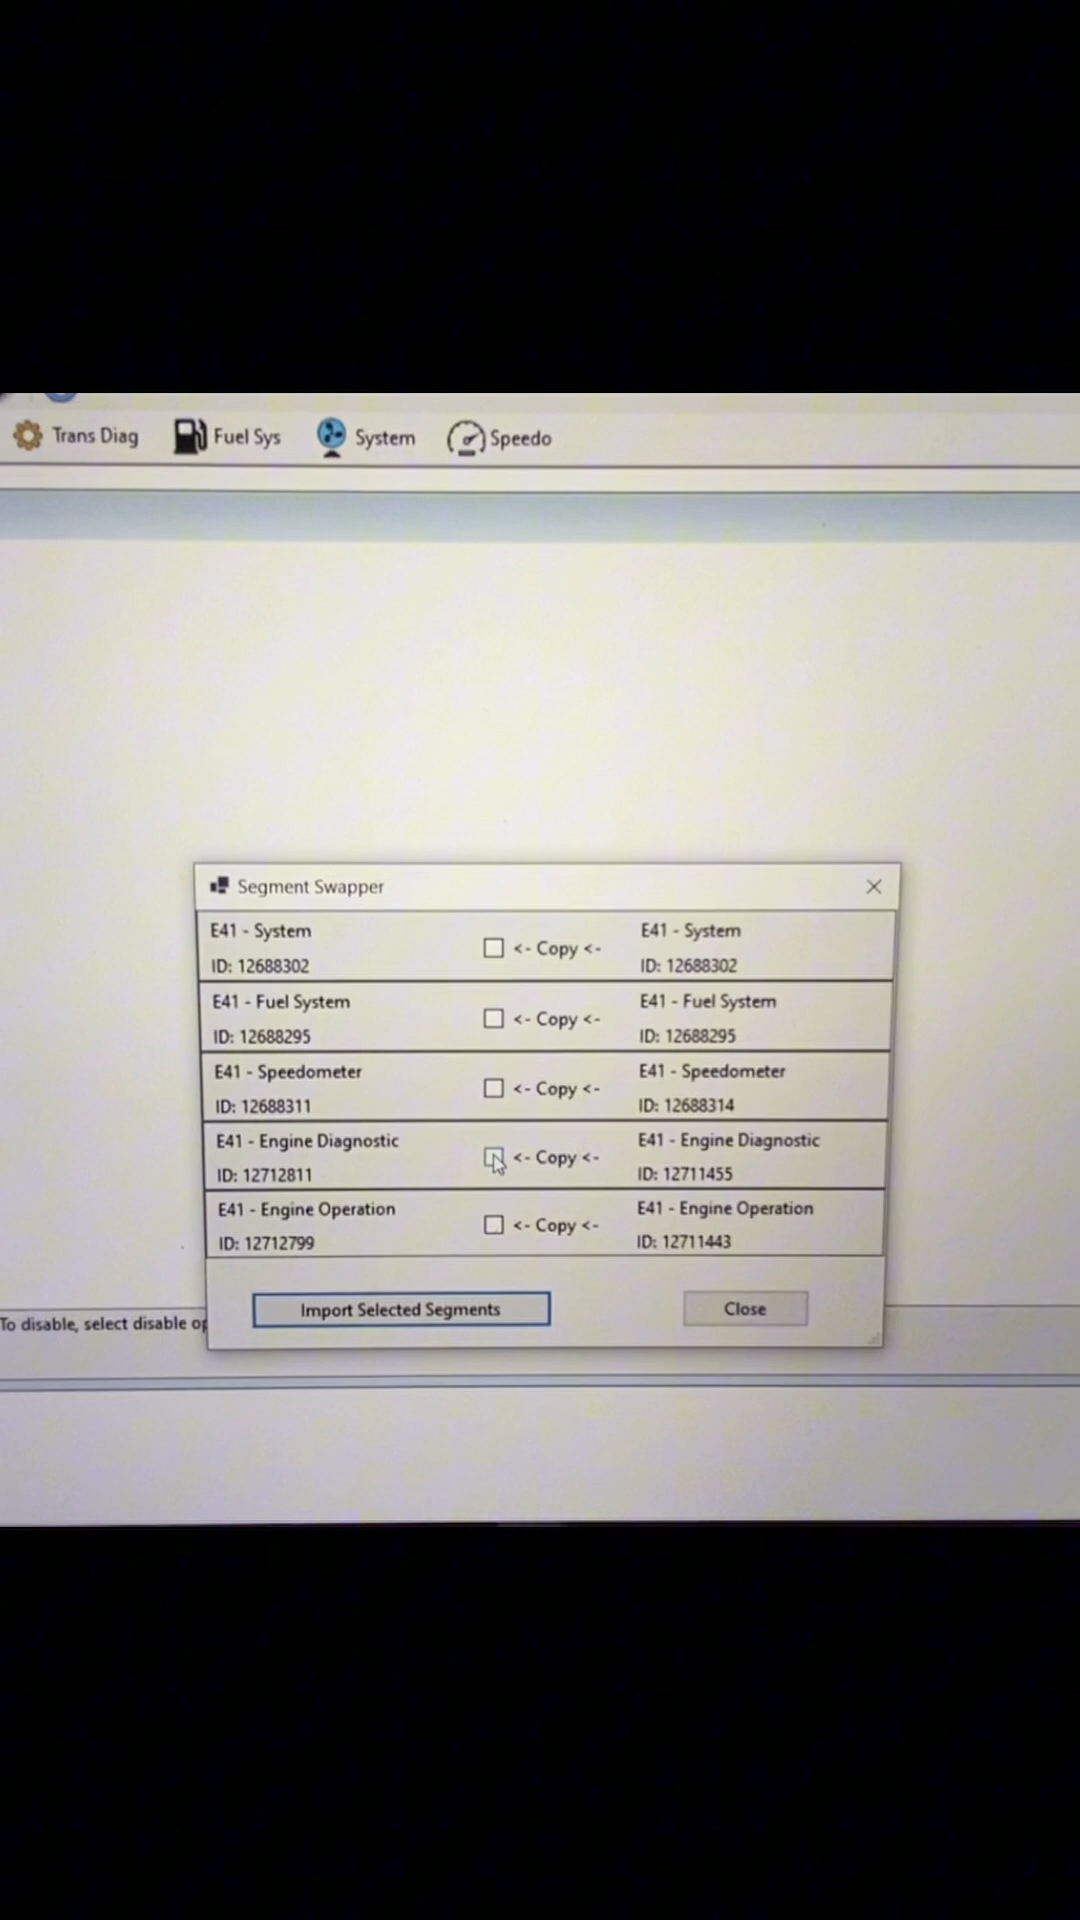 Trans Diag Fuel Sys System Speedo
Segment Swapper
E41 - System <- Copy <- E41 - System
ID: 12688302 ID: 12688302
E41 - Fuel System <- Copy <- E41 - Fuel System
ID: 12688295 ID: 12688295
E41 - Speedometer <- Copy <- E41 - Speedometer
ID: 12688311 ID: 12688314
E41 - Engine Diagnostic <- Copy <- E41 - Engine Diagnostic
ID: 12712811 ID: 12711455
E41 - Engine Operation <- Copy <- E41 - Engine Operation
ID: 12712799 ID: 12711443
Import Selected Segments Close
To disable, select disable op